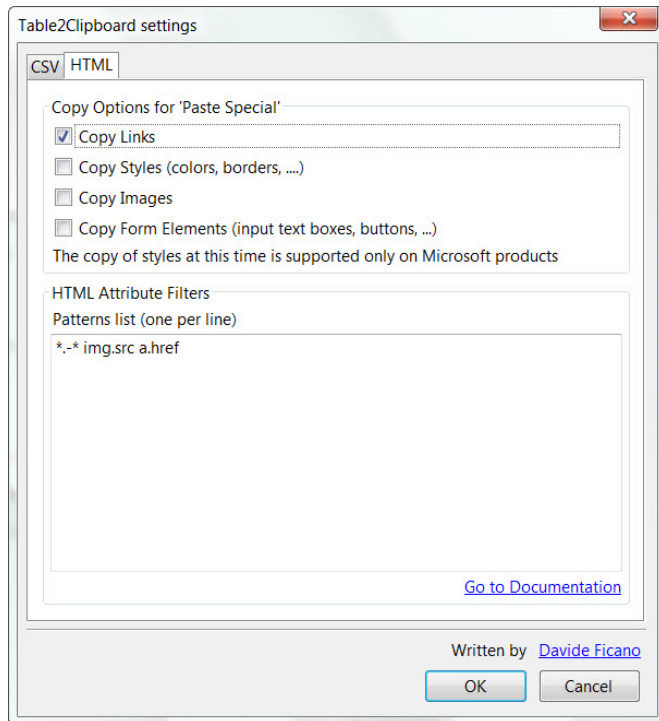 Table2Clipboard settings
CSV HTML
Copy Options for 'Paste Special'
Copy Links
Copy Styles (colors, borders, ....)
Copy Images
Copy Form Elements (input text boxes, buttons, ...)
The copy of styles at this time is supported only on Microsoft products
HTML Attribute Filters
Patterns list (one per line)
*.-* img.src a.href
Go to Documentation
Written by Davide Ficano
OK Cancel